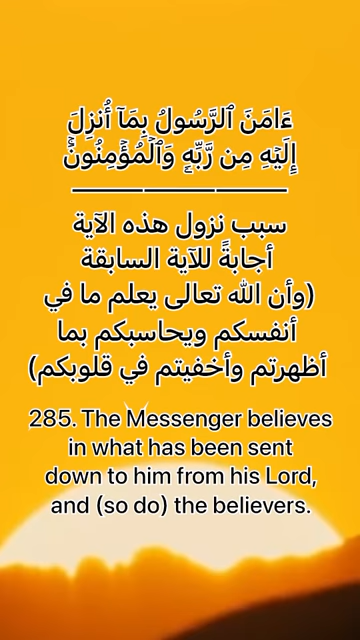 ءَامَنَ ٱلرَّسُولُ بِمَآ أُنزِلَ
إِلَيۡهِ مِن رَّبِّهِۦ وَٱلۡمُؤۡمِنُونَۚ
سبب نزول هذه الآية
أجابةً للآية السابقة
(وأن الله تعالى يعلم ما في
أنفسكم ويحاسبكم بما
أظهرتم وأخفيتم في قلوبكم)
285. The Messenger believes
in what has been sent
down to him from his Lord,
and (so do) the believers.